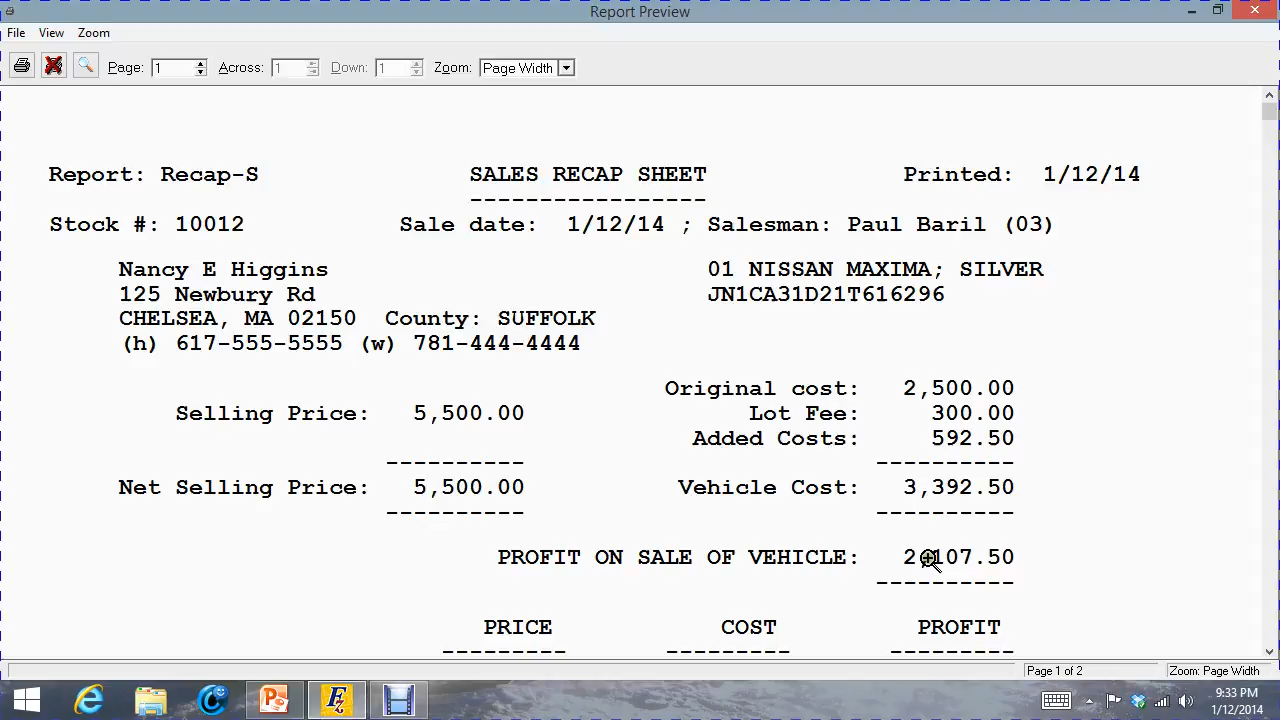 Report Preview
File View Zoom
Page: 1 Across: 1 Down: 1 Zoom: Page Width
Report: Recap-S SALES RECAP SHEET Printed: 1/12/14
-----------------
Stock #: 10012 Sale date: 1/12/14 ; Salesman: Paul Baril (03)
Nancy E Higgins 01 NISSAN MAXIMA; SILVER
125 Newbury Rd JN1CA31D21T616296
CHELSEA, MA 02150 County: SUFFOLK
(h) 617-555-5555 (w) 781-444-4444
Original cost: 2,500.00
Selling Price: 5,500.00 Lot Fee: 300.00
Added Costs: 592.50
---------- ----------
Net Selling Price: 5,500.00 Vehicle Cost: 3,392.50
---------- ----------
PROFIT ON SALE OF VEHICLE: 2,107.50
----------
PRICE COST PROFIT
--------- --------- ---------
Page 1 of 2 Zoom: Page Width
9:33 PM
1/12/2014